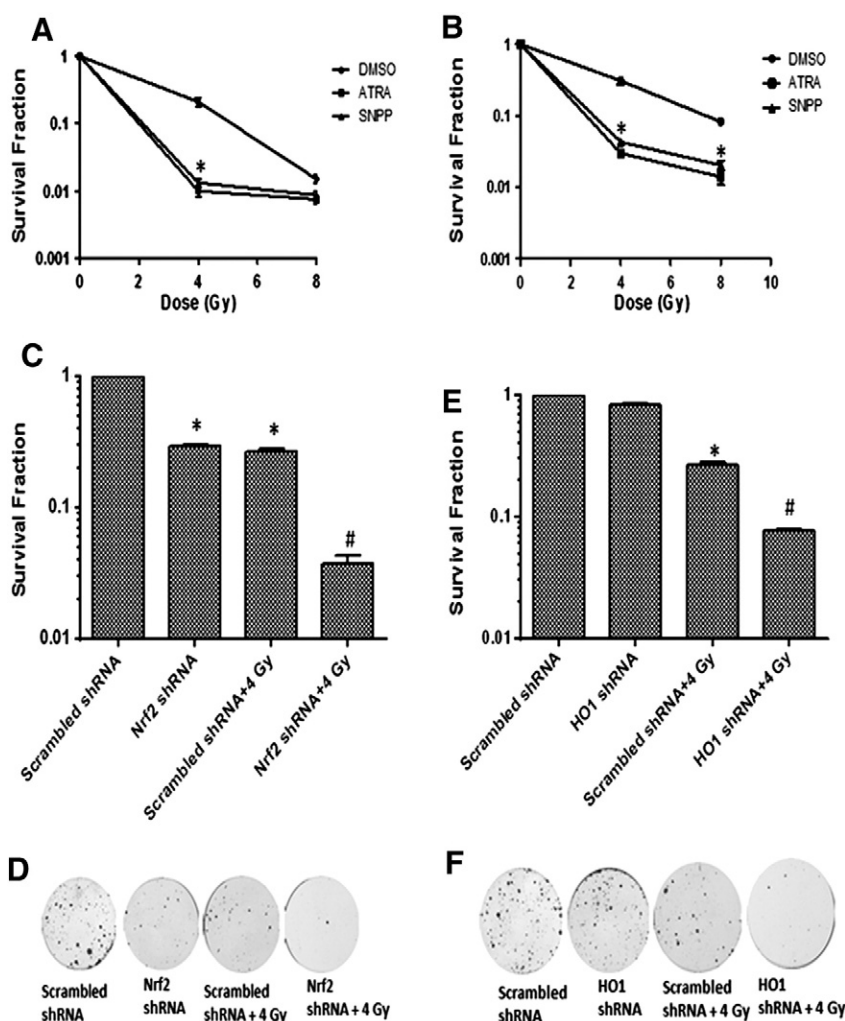 A
Survival Fraction
1
0.1
0.01
0.001
*
0 2 4 6 8
Dose (Gy)
DMSO
ATRA
SNPP
B
Survival Fraction
1
0.1
0.01
0.001
* *
0 2 4 6 8 10
Dose (Gy)
DMSO
ATRA
SNPP
C
Survival Fraction
1
0.1
0.01
* * #
Scrambled shRNA
Nrf2 shRNA
Scrambled shRNA+4 Gy
Nrf2 shRNA+4 Gy
E
Survival Fraction
1
0.1
0.01
* #
Scrambled shRNA
HO1 shRNA
Scrambled shRNA+4 Gy
HO1 shRNA+4 Gy
D
Scrambled
shRNA
Nrf2
shRNA
Scrambled
shRNA + 4 Gy
Nrf2
shRNA + 4 Gy
F
Scrambled
shRNA
HO1
shRNA
Scrambled
shRNA + 4 Gy
HO1
shRNA + 4 Gy